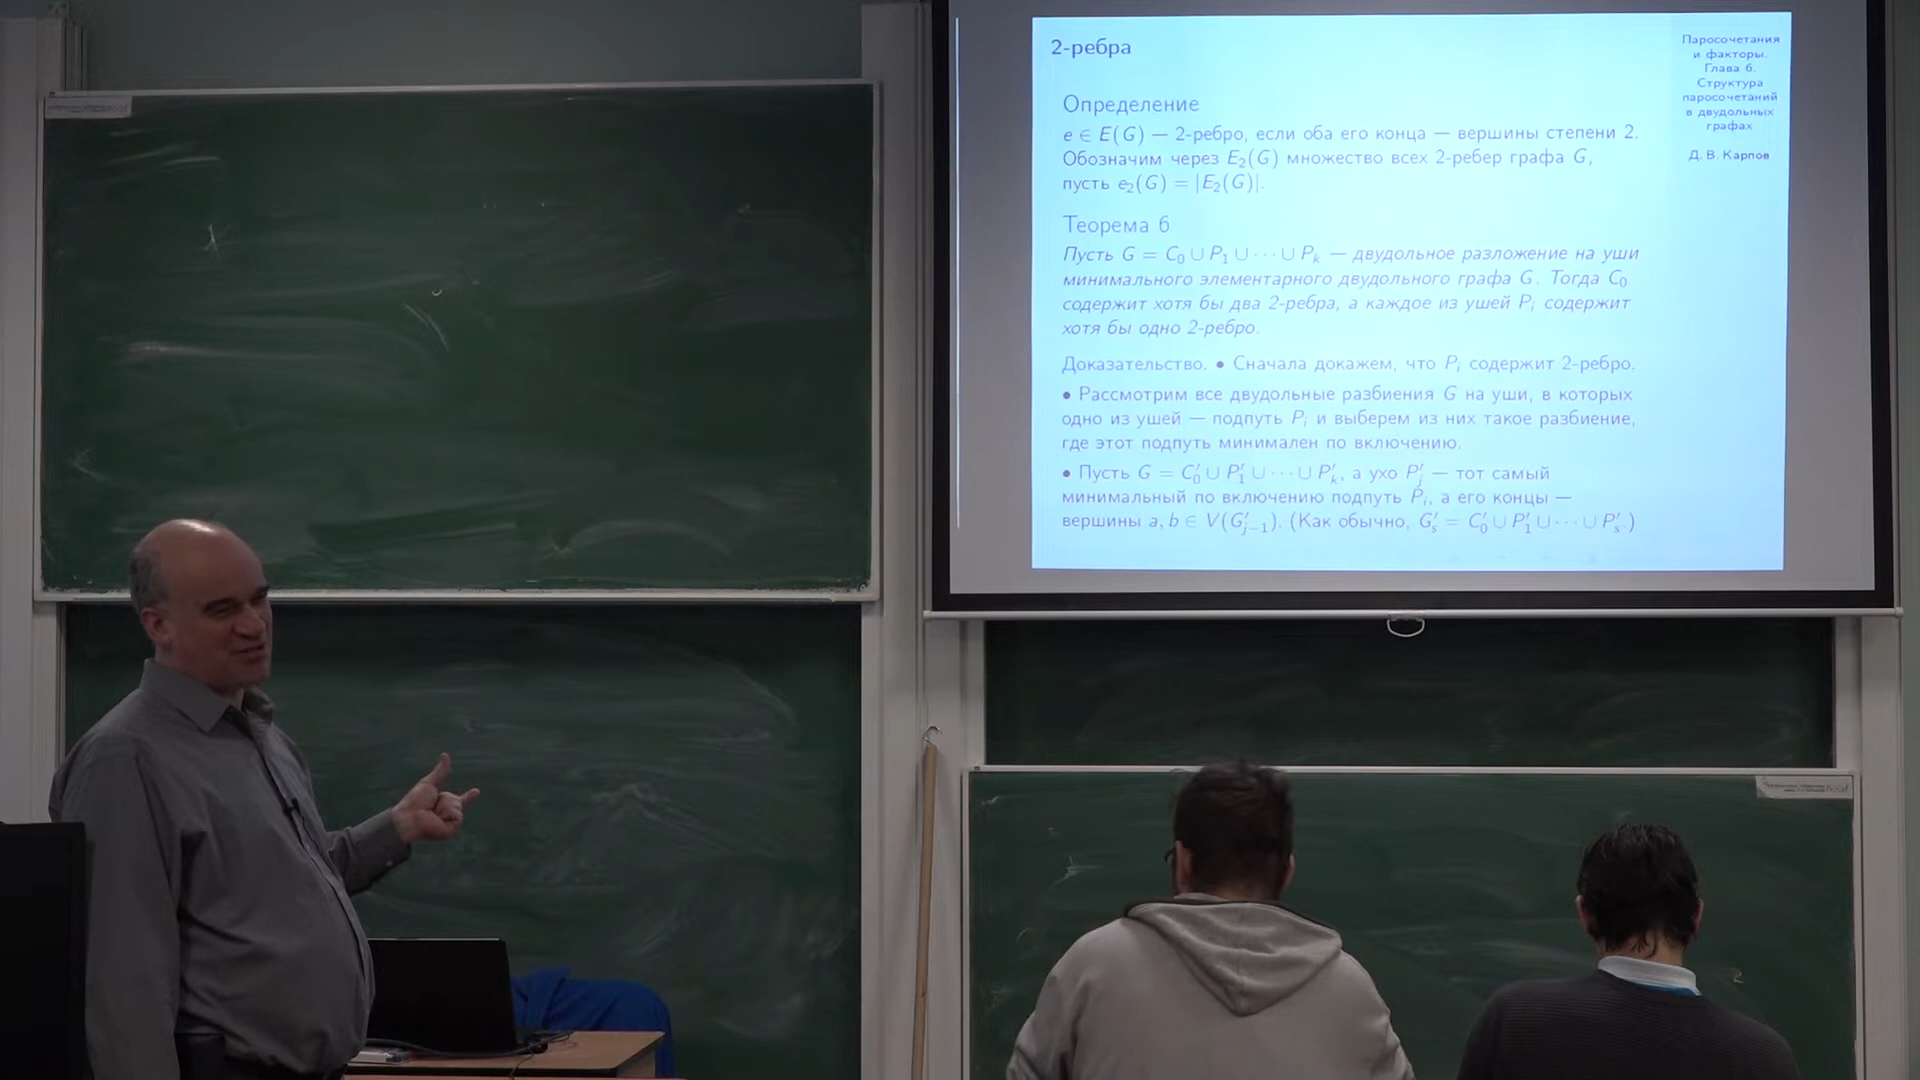 2-ребра
Определение
e ∈ E(G) — 2-ребро, если оба его конца — вершины степени 2.
Обозначим через E₂(G) множество всех 2-ребер графа G,
пусть e₂(G) = |E₂(G)|.
Теорема 6
Пусть G = C₀ ∪ P₁ ∪ ⋯ ∪ Pₖ — двудольное разложение на уши
минимального элементарного двудольного графа G. Тогда C₀
содержит хотя бы два 2-ребра, а каждое из ушей Pᵢ содержит
хотя бы одно 2-ребро.
Доказательство. • Сначала докажем, что Pᵢ содержит 2-ребро.
• Рассмотрим все двудольные разбиения G на уши, в которых
одно из ушей — подпуть Pᵢ и выберем из них такое разбиение,
где этот подпуть минимален по включению.
• Пусть G = C′₀ ∪ P′₁ ∪ ⋯ ∪ P′ₖ, а ухо P′ⱼ — тот самый
минимальный по включению подпуть Pᵢ, а его концы —
вершины a, b ∈ V(G′ⱼ₋₁). (Как обычно, G′ₛ = C′₀ ∪ P′₁ ∪ ⋯ ∪ P′ₛ.)
Паросочетания
и факторы.
Глава 6.
Структура
паросочетаний
в двудольных
графах
Д. В. Карпов